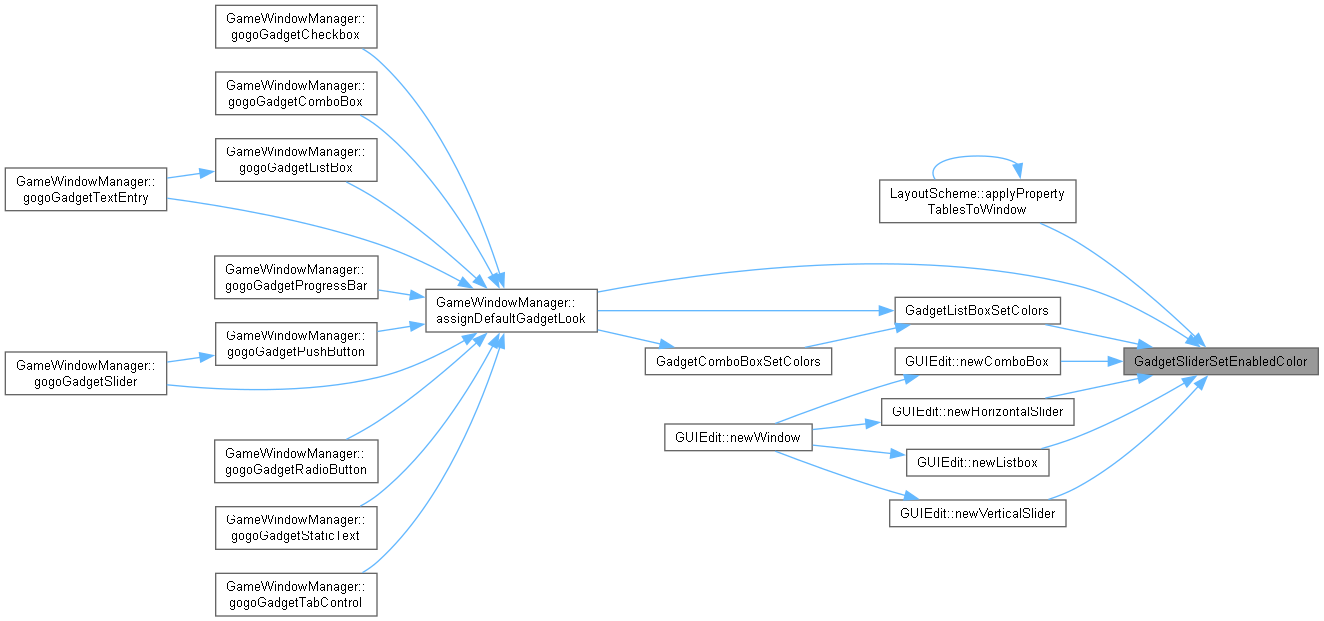 GameWindowManager::
gogoGadgetCheckbox
GameWindowManager::
gogoGadgetComboBox
GameWindowManager::
gogoGadgetListBox
GameWindowManager::
gogoGadgetTextEntry
GameWindowManager::
gogoGadgetProgressBar
GameWindowManager::
gogoGadgetPushButton
GameWindowManager::
gogoGadgetSlider
GameWindowManager::
gogoGadgetRadioButton
GameWindowManager::
gogoGadgetStaticText
GameWindowManager::
gogoGadgetTabControl
GameWindowManager::
assignDefaultGadgetLook
LayoutScheme::applyProperty
TablesToWindow
GadgetListBoxSetColors
GadgetComboBoxSetColors
GUIEdit::newComboBox
GUIEdit::newHorizontalSlider
GUIEdit::newWindow
GUIEdit::newListbox
GUIEdit::newVerticalSlider
GadgetSliderSetEnabledColor